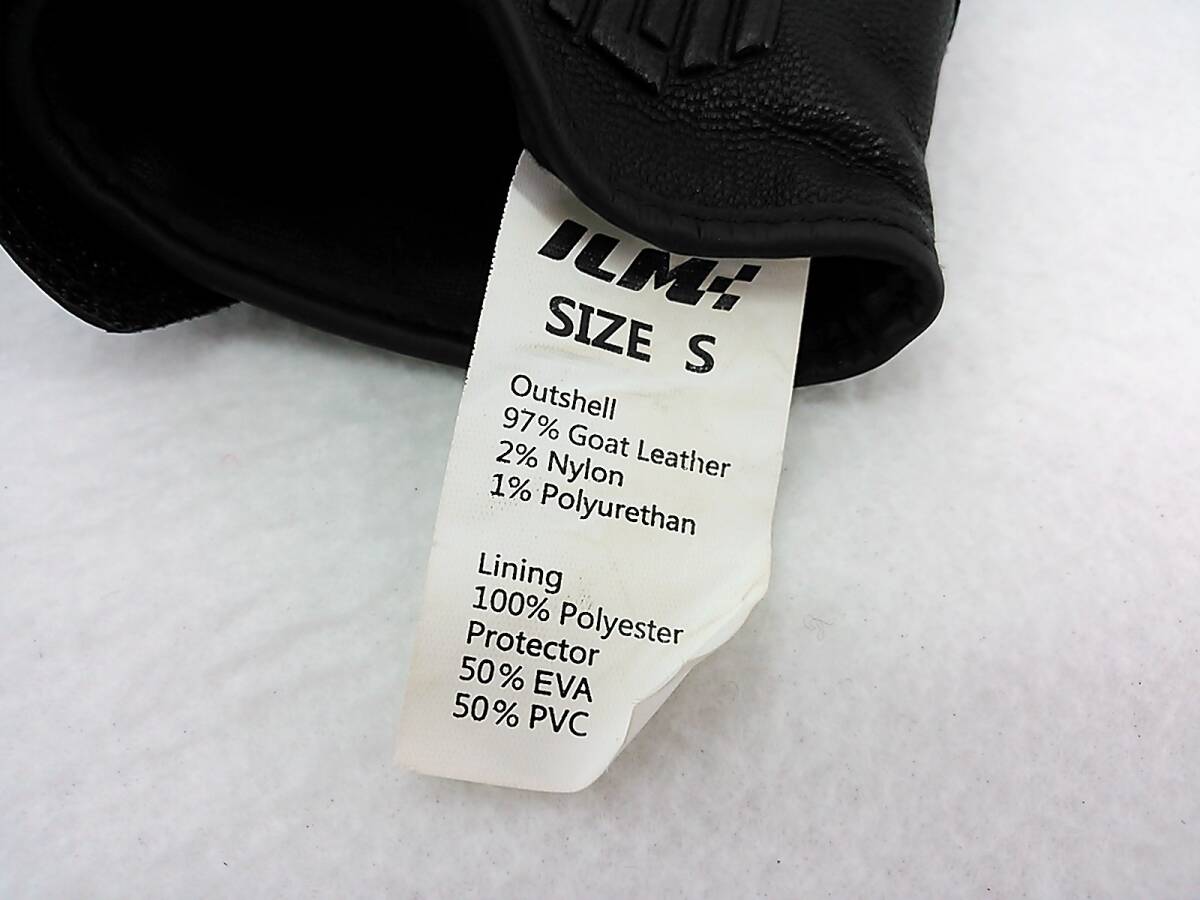 ILM
SIZE S
Outshell
97% Goat Leather
2% Nylon
1% Polyurethan
Lining
100% Polyester
Protector
50% EVA
50% PVC